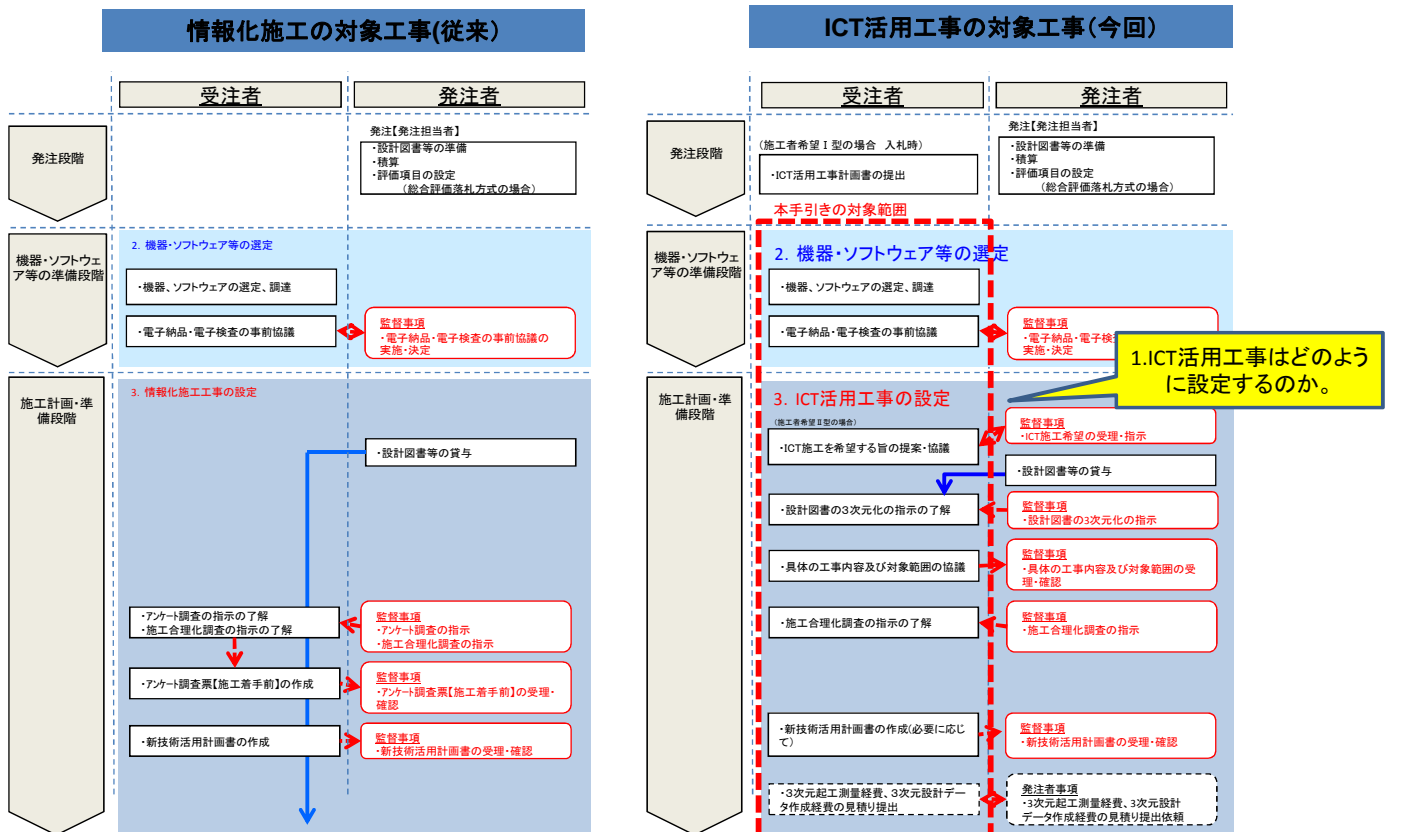 情報化施工の対象工事(従来）
受注者
発注者
発注段階
発注【発注担当者】
・設計図書等の準備
・積算
・評価項目の設定
（総合評価落札方式の場合）
機器・ソフトウェ
ア等の準備段階
2. 機器・ソフトウェア等の選定
・機器、ソフトウェアの選定、調達
・電子納品・電子検査の事前協議
監督事項
・電子納品・電子検査の事前協議の
実施・決定
施工計画・準
備段階
3. 情報化施工工事の設定
・設計図書等の貸与
・アンケート調査の指示の了解
・施工合理化調査の指示の了解
監督事項
・アンケート調査の指示
・施工合理化調査の指示
・アンケート調査票【施工着手前】の作成
監督事項
・アンケート調査票【施工着手前】の受理・
確認
・新技術活用計画書の作成
監督事項
・新技術活用計画書の受理・確認
ICT活用工事の対象工事（今回）
受注者
発注者
発注段階
（施工者希望Ⅰ型の場合　入札時）
・ICT活用工事計画書の提出
発注【発注担当者】
・設計図書等の準備
・積算
・評価項目の設定
（総合評価落札方式の場合）
本手引きの対象範囲
機器・ソフトウェ
ア等の準備段階
2. 機器・ソフトウェア等の選定
・機器、ソフトウェアの選定、調達
・電子納品・電子検査の事前協議
監督事項
・電子納品・電子検
実施・決定
1.ICT活用工事はどのよう
に設定するのか。
施工計画・準
備段階
3. ICT活用工事の設定
（施工者希望Ⅱ型の場合）
・ICT施工を希望する旨の提案・協議
監督事項
・ICT施工希望の受理・指示
・設計図書等の貸与
・設計図書の3次元化の指示の了解
監督事項
・設計図書の3次元化の指示
・具体の工事内容及び対象範囲の協議
監督事項
・具体の工事内容及び対象範囲の受
理・確認
・施工合理化調査の指示の了解
監督事項
・施工合理化調査の指示
・新技術活用計画書の作成(必要に応じ
て)
監督事項
・新技術活用計画書の受理・確認
・3次元起工測量経費、3次元設計デー
タ作成経費の見積り提出
発注者事項
・3次元起工測量経費、3次元設計
データ作成経費の見積り提出依頼